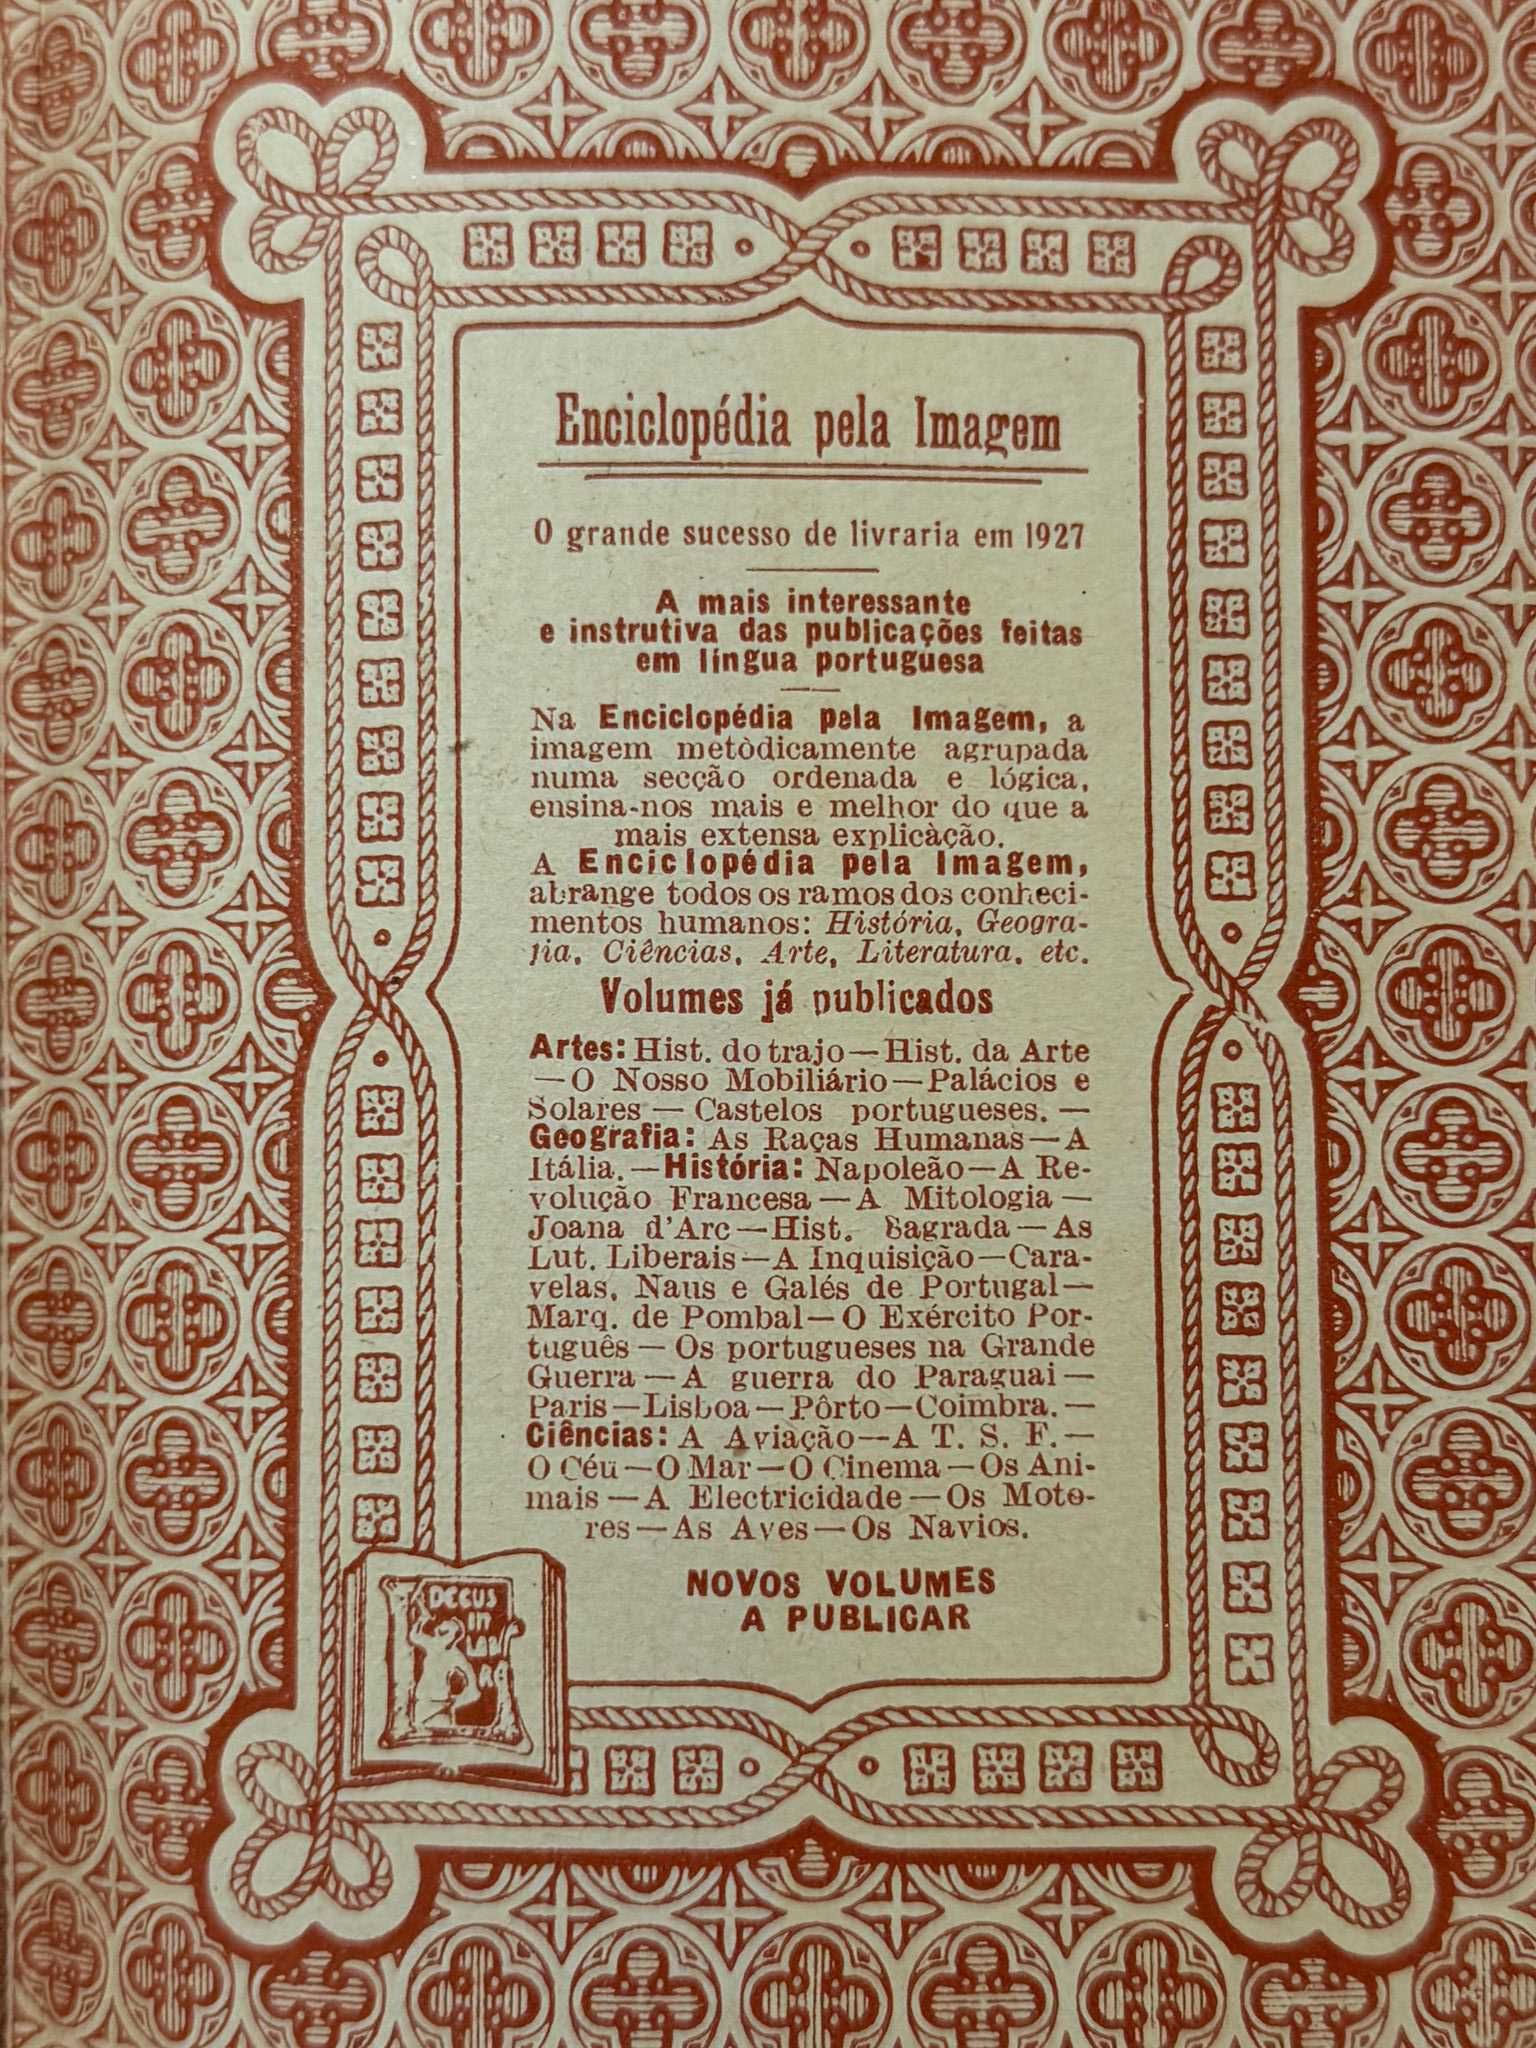 Enciclopédia pela Imagem
O grande sucesso de livraria em 1927
A mais interessante
e instrutiva das publicações feitas
em língua portuguesa
Na Enciclopédia pela Imagem, a
imagem metòdicamente agrupada
numa secção ordenada e lógica,
ensina-nos mais e melhor do que a
mais extensa explicàção.
A Enciclopédia pela Imagem,
abrange todos os ramos dos conheci-
mentos humanos: História, Geogra-
fia, Ciências, Arte, Literatura, etc.
Volumes já publicados
Artes: Hist. do trajo—Hist. da Arte
—O Nosso Mobiliário—Palácios e
Solares — Castelos portugueses. —
Geografia: As Raças Humanas—A
Itália.—História: Napoleão—A Re-
volução Francesa — A Mitologia —
Joana d'Arc—Hist. Sagrada—As
Lut. Liberais—A Inquisição—Cara-
velas, Naus e Galés de Portugal—
Marq. de Pombal—O Exército Por-
tuguês — Os portugueses na Grande
Guerra — A guerra do Paraguai —
Paris—Lisboa—Pôrto—Coimbra. —
Ciências: A Aviação—A T. S. F.—
O Céu—O Mar—O Cinema—Os Ani-
mais — A Electricidade — Os Moto-
res—As Aves—Os Navios.
NOVOS VOLUMES
A PUBLICAR
DECUS
IN